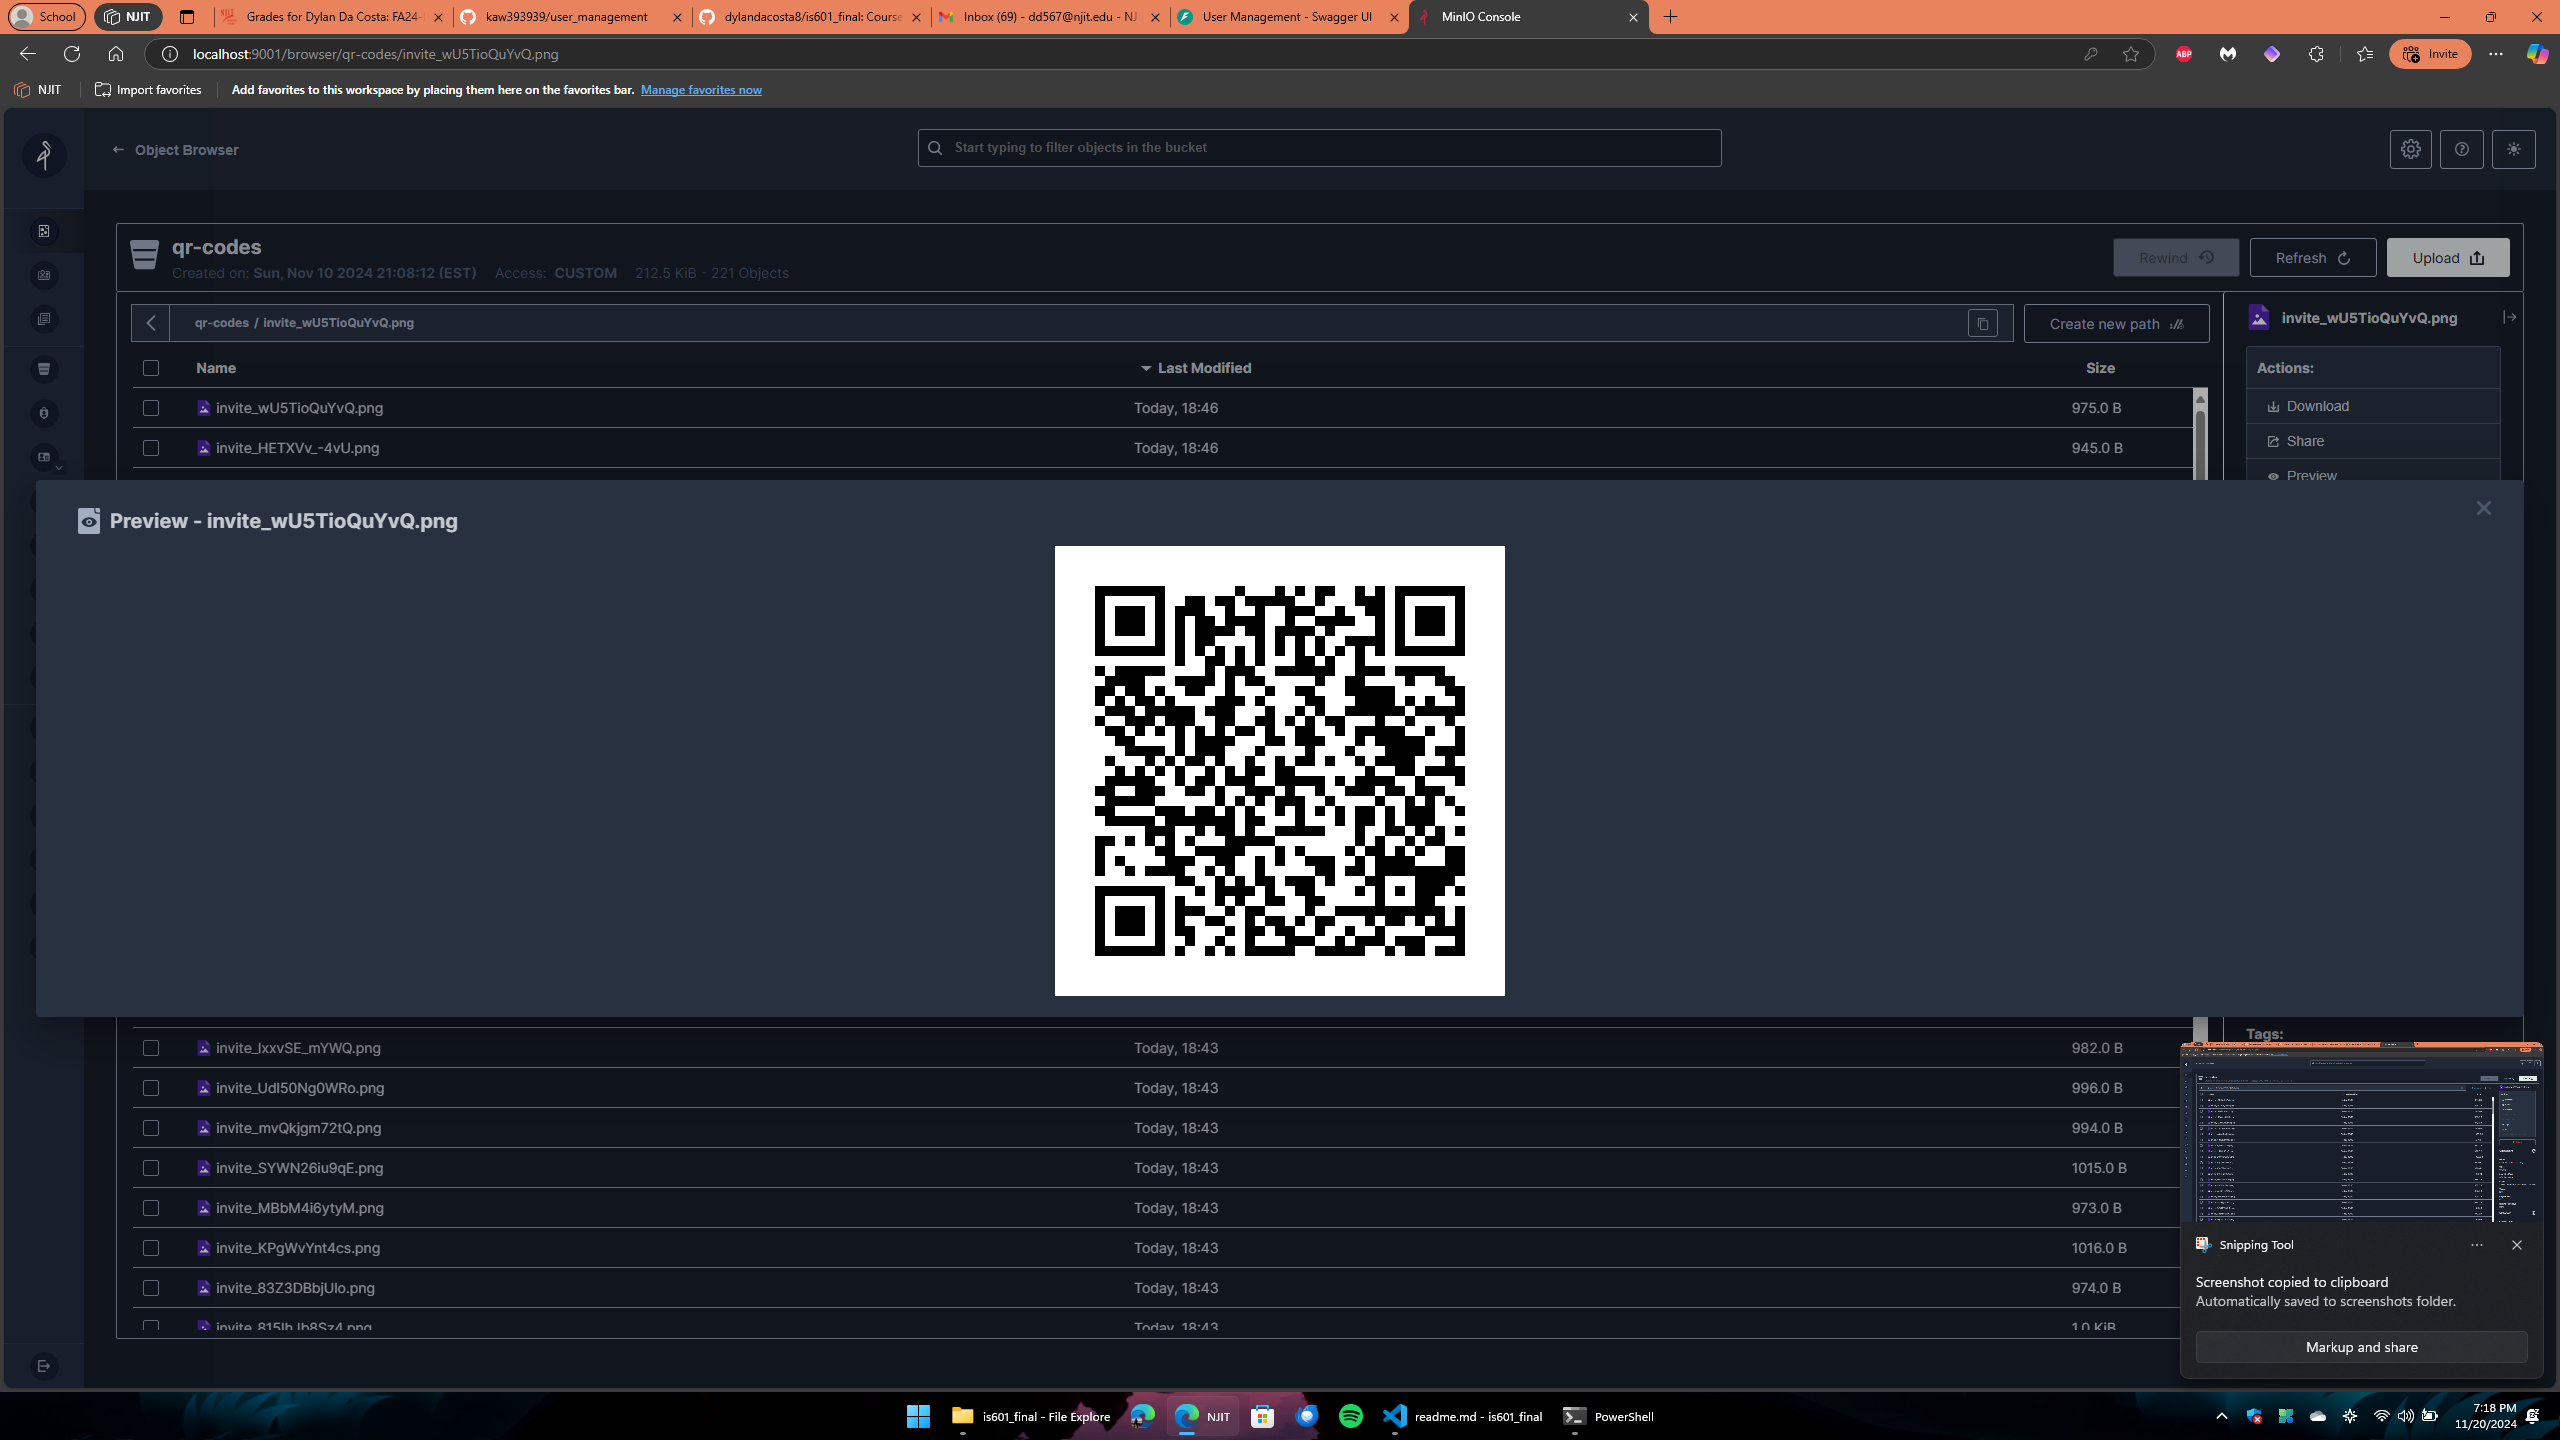 School
NJIT
Grades for Dylan Da Costa: FA24-
kaw393939/user_management
dylandacosta8/is601_final: Course
Inbox (69) - dd567@njit.edu - NJ
User Management - Swagger UI
MinIO Console
localhost:9001/browser/qr-codes/invite_wU5TioQuYvQ.png
ABP
Invite
NJIT
Import favorites
Add favorites to this workspace by placing them here on the favorites bar. Manage favorites now
Object Browser
Start typing to filter objects in the bucket
qr-codes
Created on: Sun, Nov 10 2024 21:08:12 (EST) Access: CUSTOM 212.5 KiB - 221 Objects
Rewind
Refresh
Upload
qr-codes / invite_wU5TioQuYvQ.png
Create new path
invite_wU5TioQuYvQ.png
Name Last Modified Size
Actions:
invite_wU5TioQuYvQ.png Today, 18:46 975.0 B
Download
invite_HETXVv_-4vU.png Today, 18:46 945.0 B
Share
Preview
Preview - invite_wU5TioQuYvQ.png
Tags:
invite_IxxvSE_mYWQ.png Today, 18:43 982.0 B
invite_UdI50Ng0WRo.png Today, 18:43 996.0 B
invite_mvQkjgm72tQ.png Today, 18:43 994.0 B
invite_SYWN26iu9qE.png Today, 18:43 1015.0 B
invite_MBbM4i6ytyM.png Today, 18:43 973.0 B
invite_KPgWvYnt4cs.png Today, 18:43 1016.0 B
invite_83Z3DBbjUIo.png Today, 18:43 974.0 B
Today, 18:43 1.0 KiB
Snipping Tool
Screenshot copied to clipboard
Automatically saved to screenshots folder.
Markup and share
is601_final - File Explore
NJIT
readme.md - is601_final
PowerShell
7:18 PM
11/20/2024